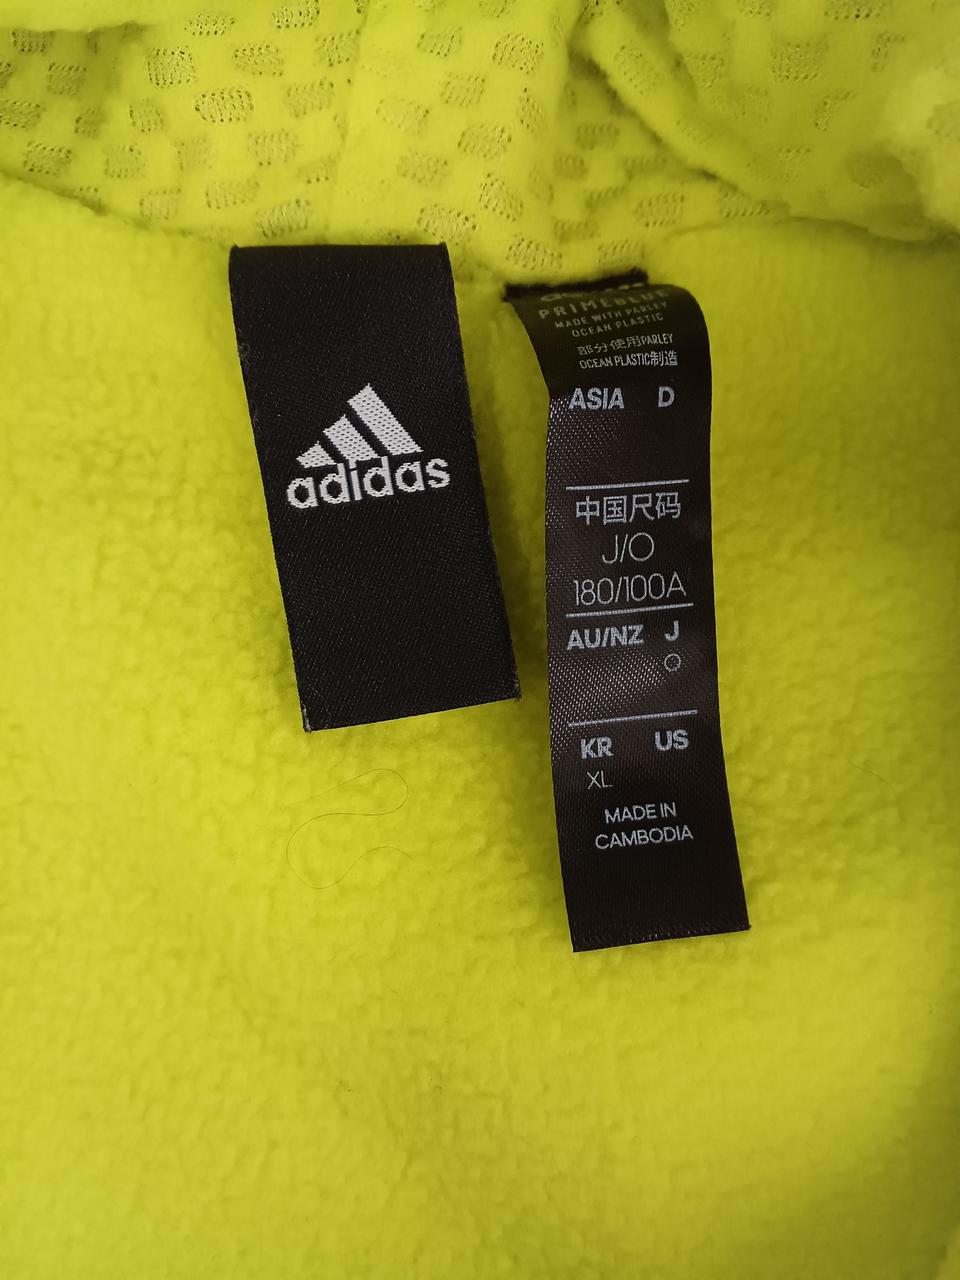 adidas
PRIMEBLUE
MADE WITH PARLEY
OCEAN PLASTIC
部分使用PARLEY
OCEAN PLASTIC制造
ASIA D
中国尺码
J/O
180/100A
AU/NZ J
O
KR US
XL
MADE IN
CAMBODIA